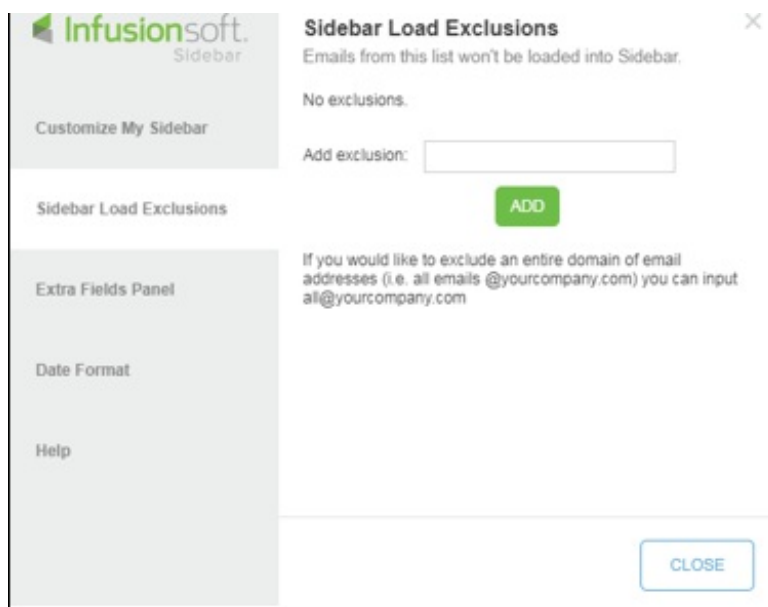 Infusionsoft.
Sidebar
Customize My Sidebar
Sidebar Load Exclusions
Extra Fields Panel
Date Format
Help
Sidebar Load Exclusions
×
Emails from this list won't be loaded into Sidebar.
No exclusions.
Add exclusion:
ADD
If you would like to exclude an entire domain of email
addresses (i.e. all emails @yourcompany.com) you can input
all@yourcompany.com
CLOSE